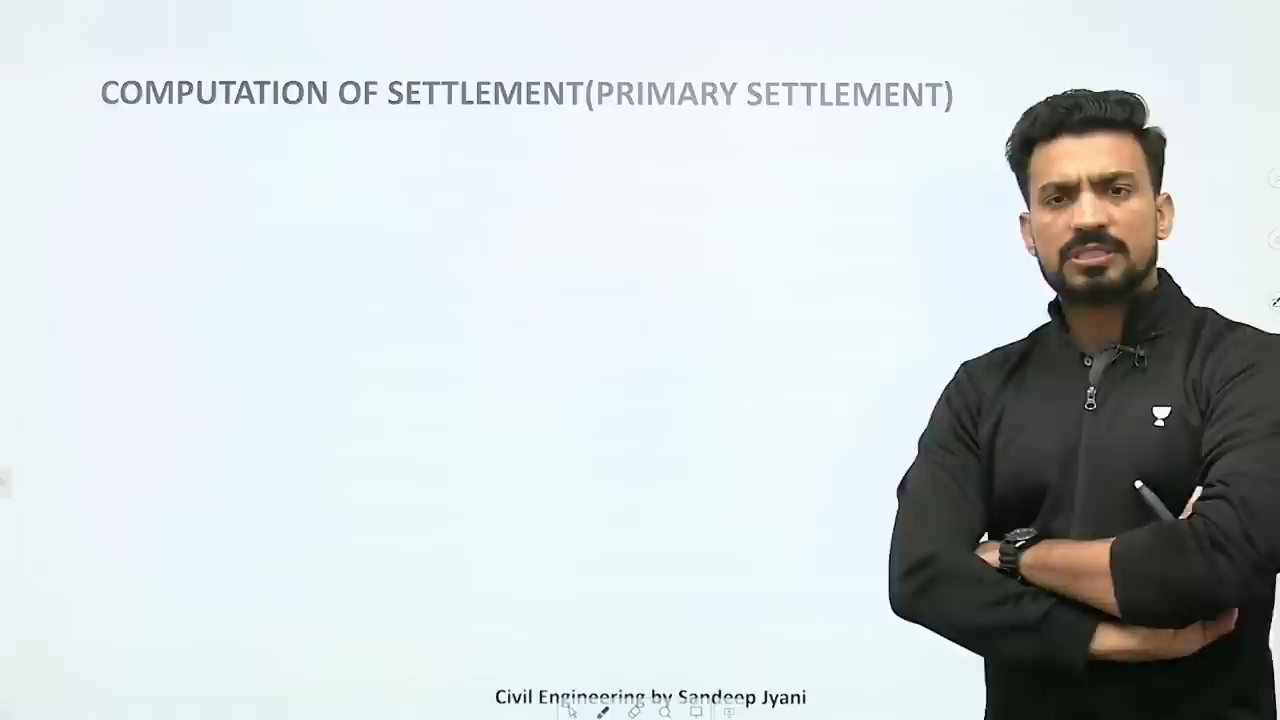 COMPUTATION OF SETTLEMENT(PRIMARY SETTLEMENT)
Civil Engineering by Sandeep Jyani